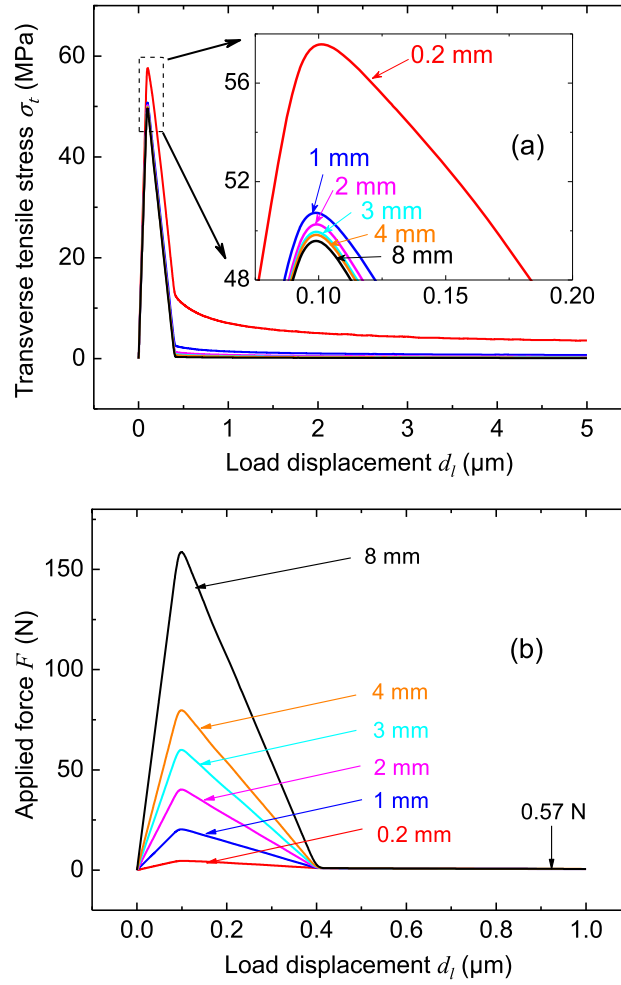 Transverse tensile stress σt (MPa)
60
50
40
30
20
10
0
56
52
48
0.2 mm
(a)
1 mm
2 mm
3 mm
4 mm
8 mm
0.10
0.15
0.20
0
1
2
3
4
5
Load displacement dl (µm)
Applied force F (N)
150
100
50
0
8 mm
(b)
4 mm
3 mm
2 mm
1 mm
0.2 mm
0.57 N
0.0
0.2
0.4
0.6
0.8
1.0
Load displacement dl (µm)